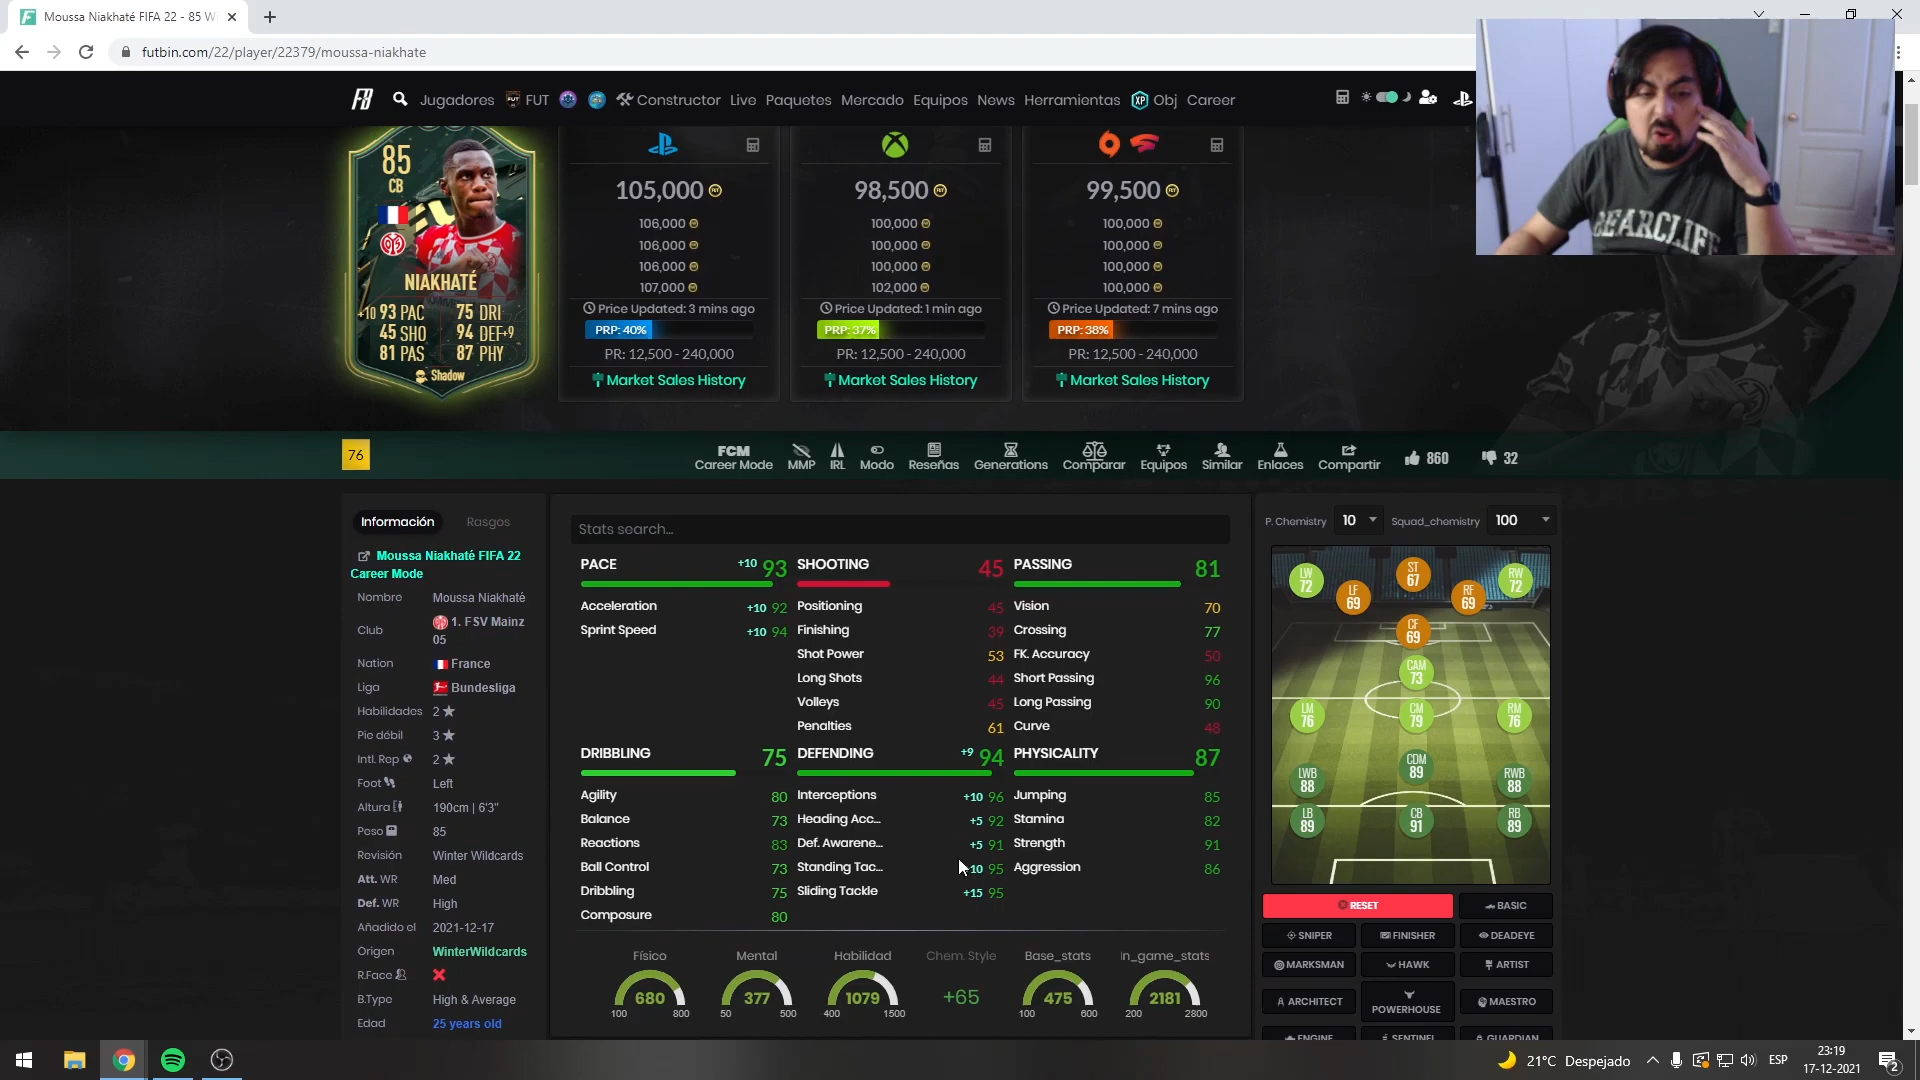 Moussa Niakhaté FIFA 22 - 85 W
futbin.com/22/player/22379/moussa-niakhate
Jugadores FUT Constructor Live Paquetes Mercado Equipos News Herramientas XP Obj Career
85
CB
NIAKHATÉ
+10 93 PAC 75 DRI
45 SHO 94 DEF+9
81 PAS 87 PHY
Shadow
105,000
106,000
106,000
106,000
107,000
Price Updated: 3 mins ago
PRP: 40%
PR: 12,500 - 240,000
Market Sales History
98,500
100,000
100,000
100,000
102,000
Price Updated: 1 min ago
PRP: 37%
PR: 12,500 - 240,000
Market Sales History
99,500
100,000
100,000
100,000
100,000
Price Updated: 7 mins ago
PRP: 38%
PR: 12,500 - 240,000
Market Sales History
BEARCLIFF
76
FCM
Career Mode MMP IRL Modo Reseñas Generations Comparar Equipos Similar Enlaces Compartir 860 32
Información Rasgos
Moussa Niakhaté FIFA 22
Career Mode
Nombre Moussa Niakhaté
Club 1. FSV Mainz
05
Nation France
Liga Bundesliga
Habilidades 2
Pie débil 3
Intl. Rep 2
Foot Left
Altura 190cm | 6'3"
Peso 85
Revisión Winter Wildcards
Att. WR Med
Def. WR High
Añadido el 2021-12-17
Origen WinterWildcards
R.Face
B.Type High & Average
Edad 25 years old
Stats search...
PACE +10 93
Acceleration +10 92
Sprint Speed +10 94
SHOOTING 45
Positioning 45
Finishing 39
Shot Power 53
Long Shots 44
Volleys 45
Penalties 61
PASSING 81
Vision 70
Crossing 77
FK. Accuracy 50
Short Passing 96
Long Passing 90
Curve 48
DRIBBLING 75
Agility 80
Balance 73
Reactions 83
Ball Control 73
Dribbling 75
Composure 80
DEFENDING +9 94
Interceptions +10 96
Heading Acc... +5 92
Def. Awarene... +5 91
Standing Tac... +10 95
Sliding Tackle +15 95
PHYSICALITY 87
Jumping 85
Stamina 82
Strength 91
Aggression 86
Físico Mental Habilidad Chem. Style Base_stats In_game_stats
680 377 1079 +65 475 2181
100 800 50 500 400 1500 100 600 200 2800
P. Chemistry 10 Squad_chemistry 100
LW
72
LF
69
ST
67
RF
69
RW
72
CF
69
CAM
73
LM
76
CM
79
RM
76
LWB
88
CDM
89
RWB
88
LB
89
CB
91
RB
89
RESET BASIC
SNIPER FINISHER DEADEYE
MARKSMAN HAWK ARTIST
ARCHITECT POWERHOUSE MAESTRO
ENGINE SENTINEL GUARDIAN
21°C Despejado ESP
23:19
17-12-2021
2